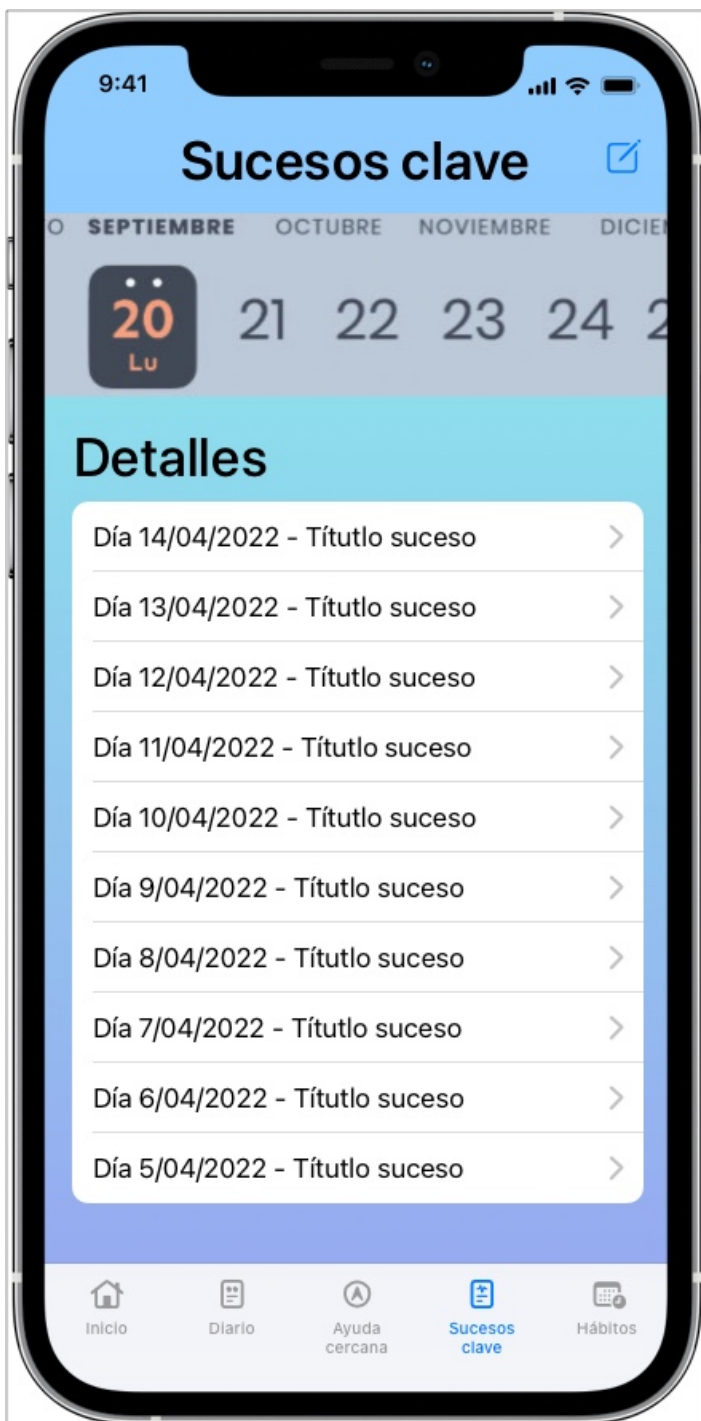 9:41
Sucesos clave
O SEPTIEMBRE OCTUBRE NOVIEMBRE DICIE
20 21 22 23 24 2
Lu
Detalles
Día 14/04/2022 - Títutlo suceso
Día 13/04/2022 - Títutlo suceso
Día 12/04/2022 - Títutlo suceso
Día 11/04/2022 - Títutlo suceso
Día 10/04/2022 - Títutlo suceso
Día 9/04/2022 - Títutlo suceso
Día 8/04/2022 - Títutlo suceso
Día 7/04/2022 - Títutlo suceso
Día 6/04/2022 - Títutlo suceso
Día 5/04/2022 - Títutlo suceso
Inicio Diario Ayuda cercana Sucesos clave Hábitos